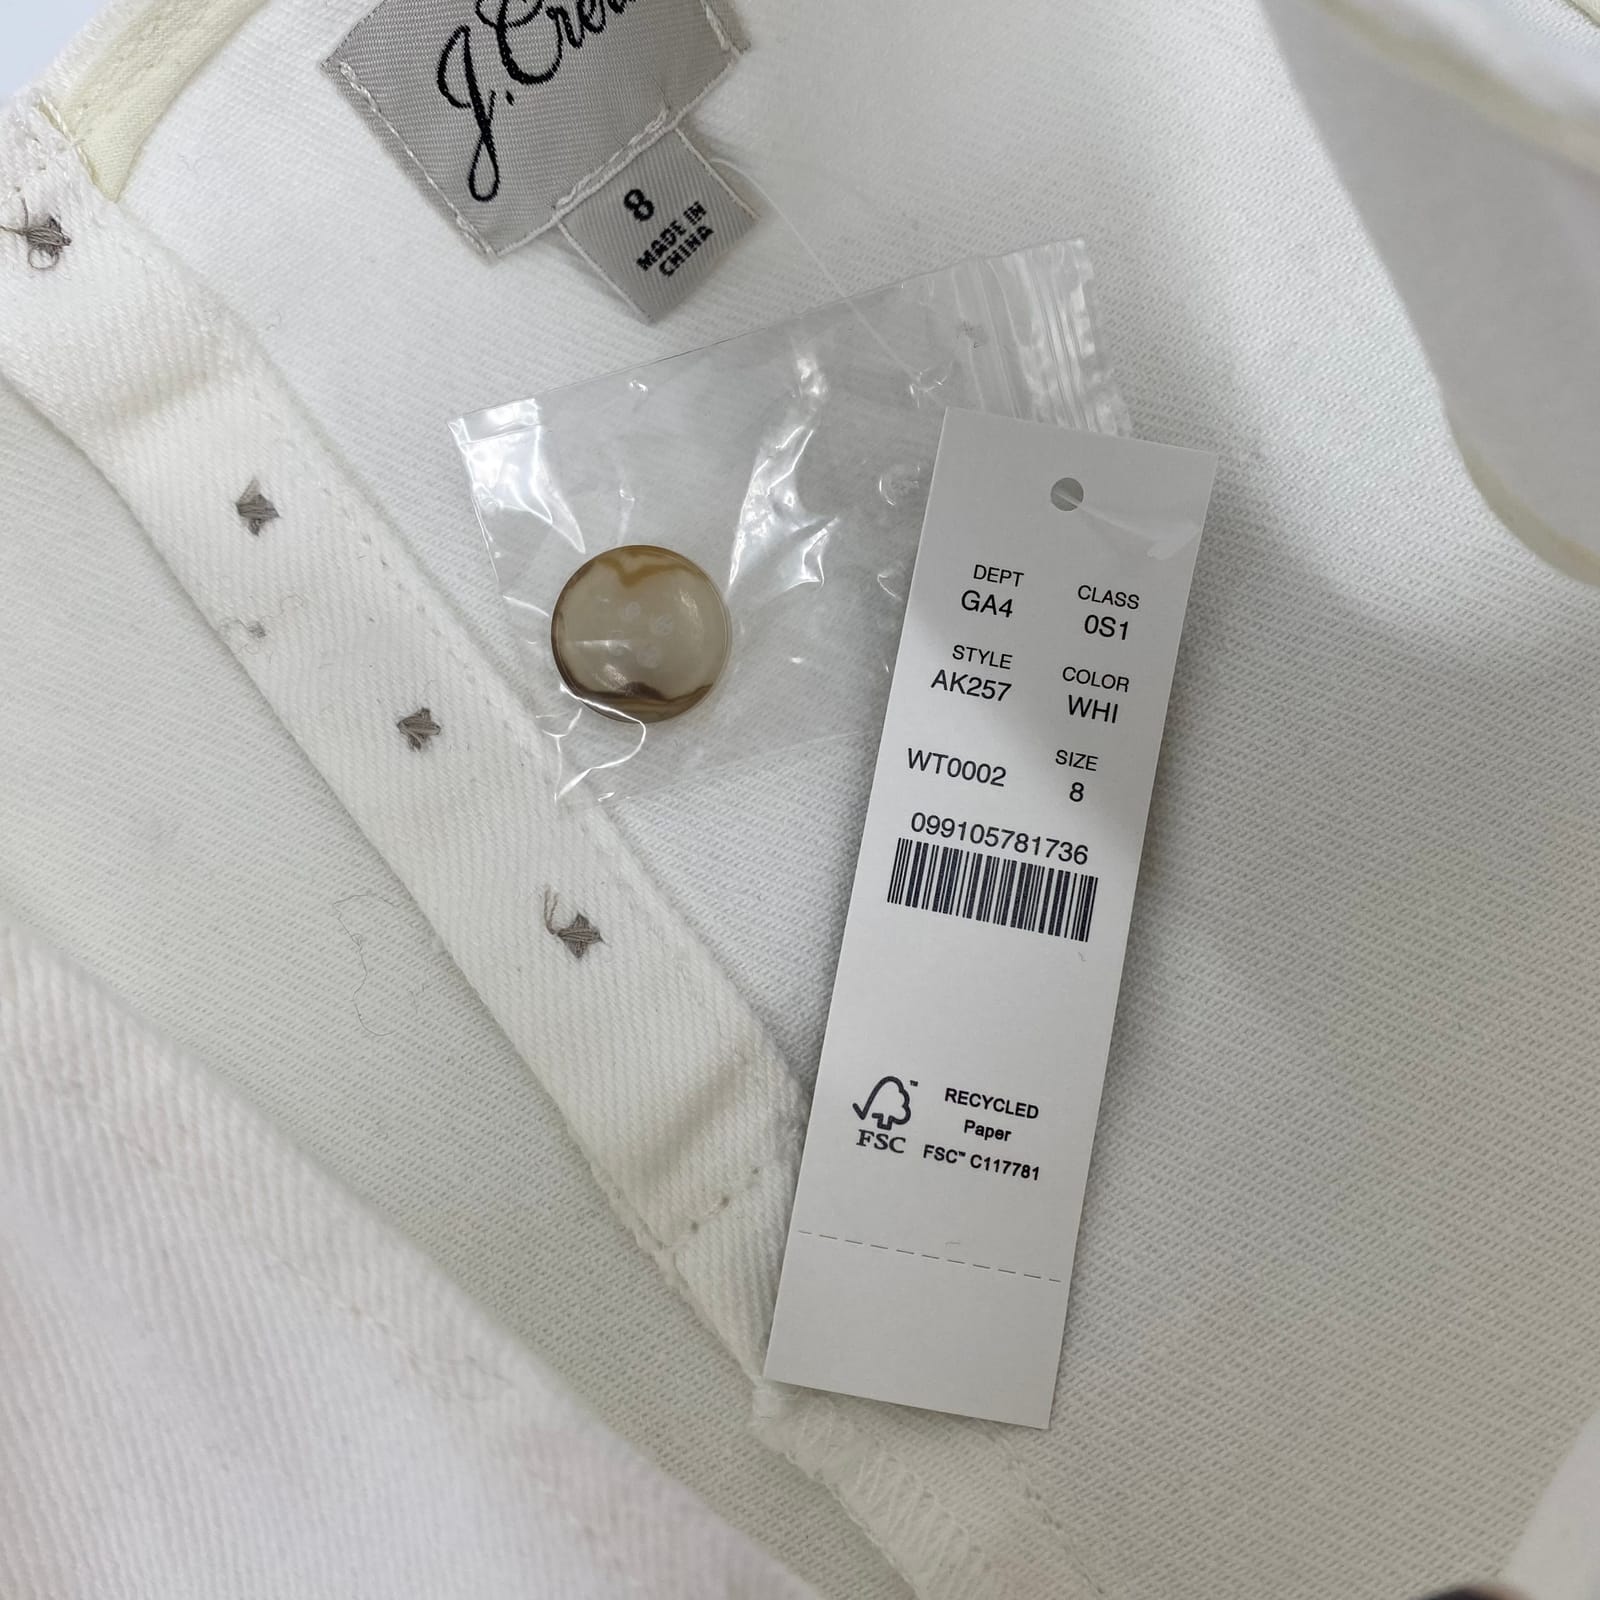 J.Crew
8
MADE IN
CHINA
DEPT CLASS
GA4 0S1
STYLE COLOR
AK257 WHI
WT0002 SIZE
8
099105781736
RECYCLED
Paper
FSC™ C117781
™
FSC